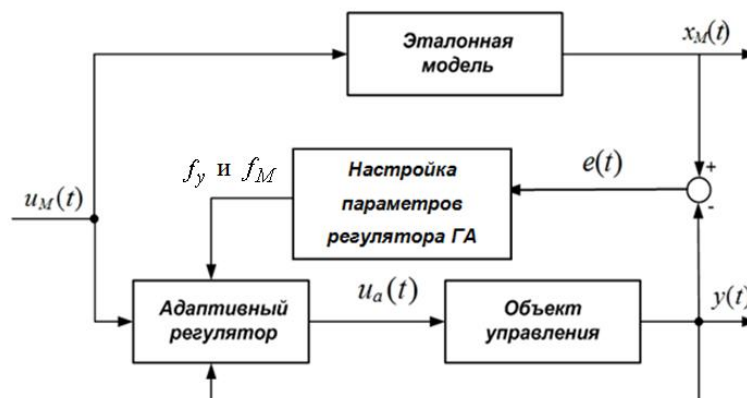 Эталонная
модель
x_M(t)
f_y и f_M
Настройка
параметров
регулятора ГА
e(t)
+
-
u_M(t)
Адаптивный
регулятор
u_a(t)
Объект
управления
y(t)